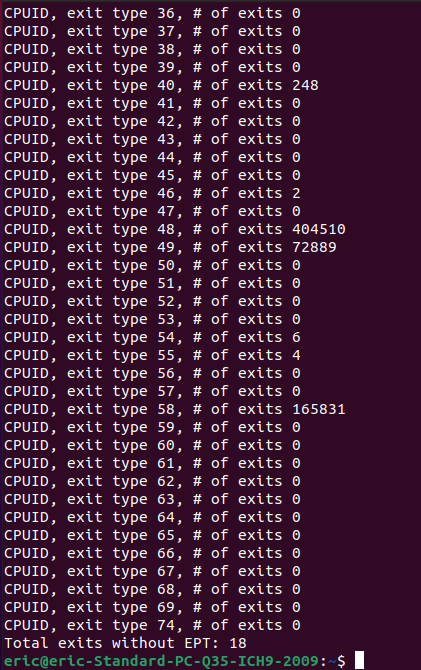 CPUID, exit type 36, # of exits 0
CPUID, exit type 37, # of exits 0
CPUID, exit type 38, # of exits 0
CPUID, exit type 39, # of exits 0
CPUID, exit type 40, # of exits 248
CPUID, exit type 41, # of exits 0
CPUID, exit type 42, # of exits 0
CPUID, exit type 43, # of exits 0
CPUID, exit type 44, # of exits 0
CPUID, exit type 45, # of exits 0
CPUID, exit type 46, # of exits 2
CPUID, exit type 47, # of exits 0
CPUID, exit type 48, # of exits 404510
CPUID, exit type 49, # of exits 72889
CPUID, exit type 50, # of exits 0
CPUID, exit type 51, # of exits 0
CPUID, exit type 52, # of exits 0
CPUID, exit type 53, # of exits 0
CPUID, exit type 54, # of exits 6
CPUID, exit type 55, # of exits 4
CPUID, exit type 56, # of exits 0
CPUID, exit type 57, # of exits 0
CPUID, exit type 58, # of exits 165831
CPUID, exit type 59, # of exits 0
CPUID, exit type 60, # of exits 0
CPUID, exit type 61, # of exits 0
CPUID, exit type 62, # of exits 0
CPUID, exit type 63, # of exits 0
CPUID, exit type 64, # of exits 0
CPUID, exit type 65, # of exits 0
CPUID, exit type 66, # of exits 0
CPUID, exit type 67, # of exits 0
CPUID, exit type 68, # of exits 0
CPUID, exit type 69, # of exits 0
CPUID, exit type 74, # of exits 0
Total exits without EPT: 18
eric@eric-Standard-PC-Q35-ICH9-2009:~$